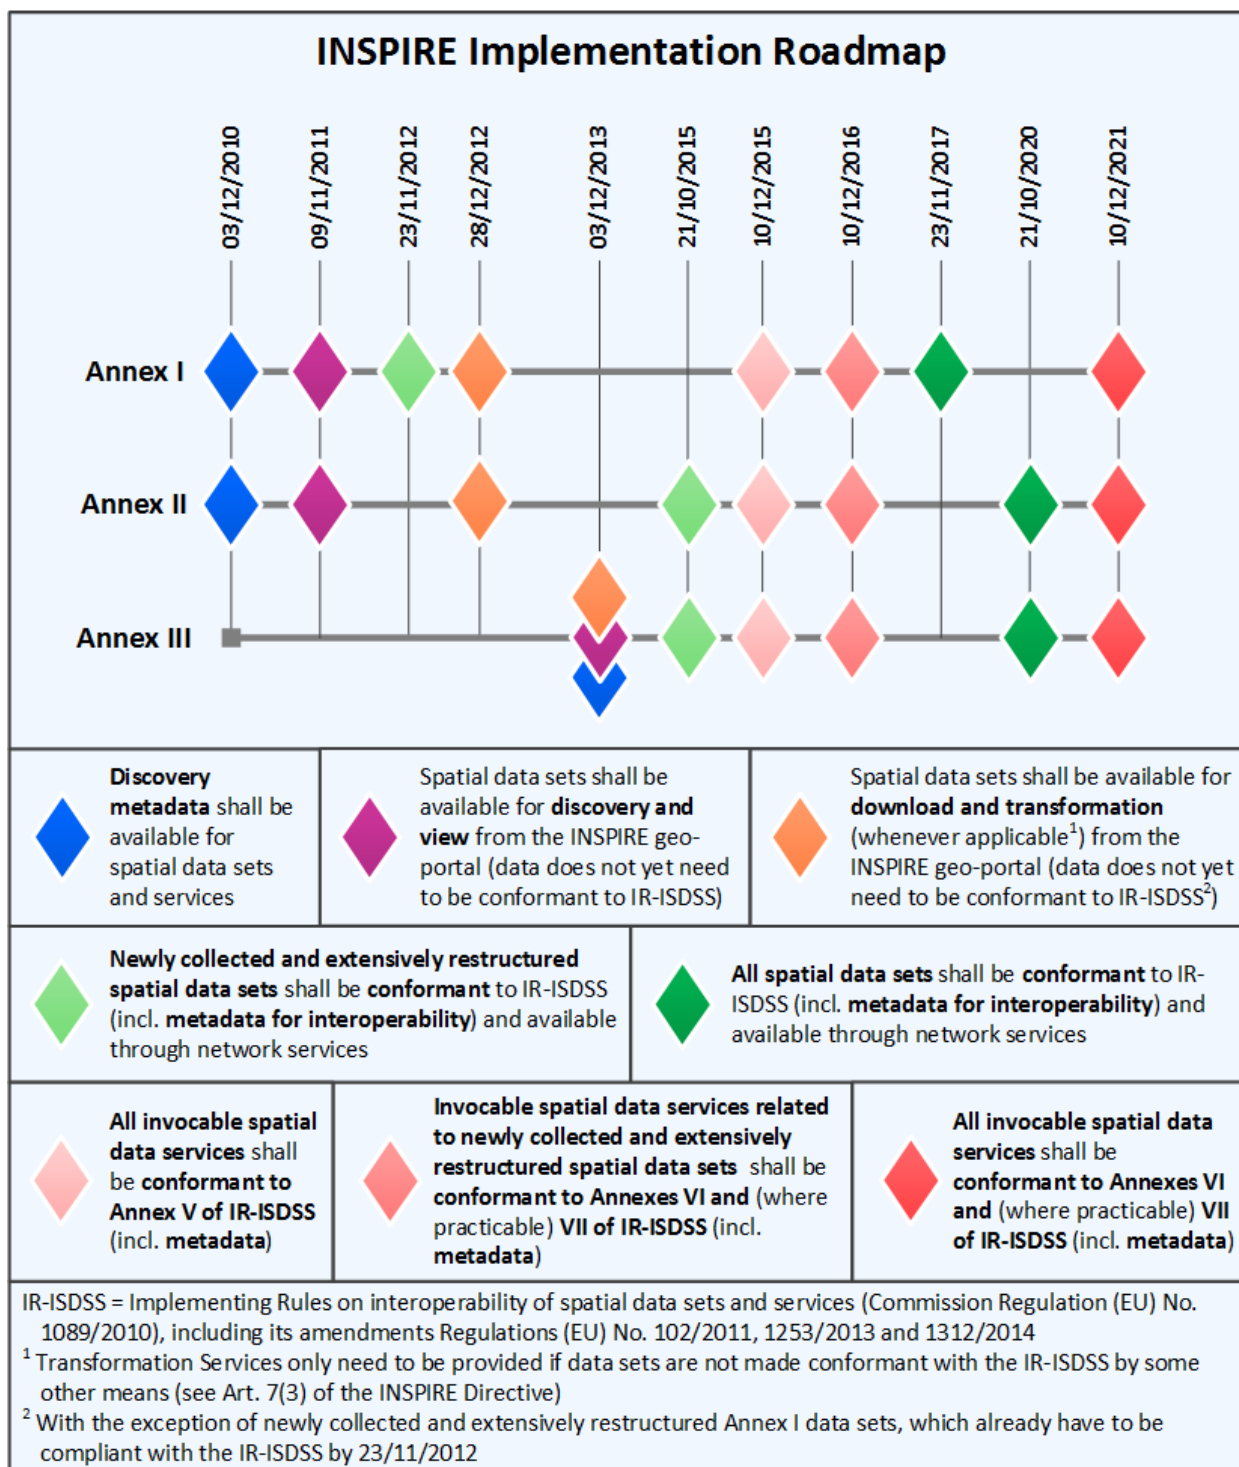 INSPIRE Implementation Roadmap
03/12/2010
09/11/2011
23/11/2012
28/12/2012
03/12/2013
21/10/2015
10/12/2015
10/12/2016
23/11/2017
21/10/2020
10/12/2021
Annex I
Annex II
Annex III
Discovery
metadata shall be
available for
spatial data sets
and services
Spatial data sets shall be
available for discovery and
view from the INSPIRE geo-
portal (data does not yet need
to be conformant to IR-ISDSS)
Spatial data sets shall be available for
download and transformation
(whenever applicable¹) from the
INSPIRE geo-portal (data does not yet
need to be conformant to IR-ISDSS²)
Newly collected and extensively restructured
spatial data sets shall be conformant to IR-ISDSS
(incl. metadata for interoperability) and available
through network services
All spatial data sets shall be conformant to IR-
ISDSS (incl. metadata for interoperability) and
available through network services
All invocable spatial
data services shall
be conformant to
Annex V of IR-ISDSS
(incl. metadata)
Invocable spatial data services related
to newly collected and extensively
restructured spatial data sets shall be
conformant to Annexes VI and (where
practicable) VII of IR-ISDSS (incl.
metadata)
All invocable spatial data
services shall be
conformant to Annexes VI
and (where practicable) VII
of IR-ISDSS (incl. metadata)
IR-ISDSS = Implementing Rules on interoperability of spatial data sets and services (Commission Regulation (EU) No.
1089/2010), including its amendments Regulations (EU) No. 102/2011, 1253/2013 and 1312/2014
¹ Transformation Services only need to be provided if data sets are not made conformant with the IR-ISDSS by some
other means (see Art. 7(3) of the INSPIRE Directive)
² With the exception of newly collected and extensively restructured Annex I data sets, which already have to be
compliant with the IR-ISDSS by 23/11/2012